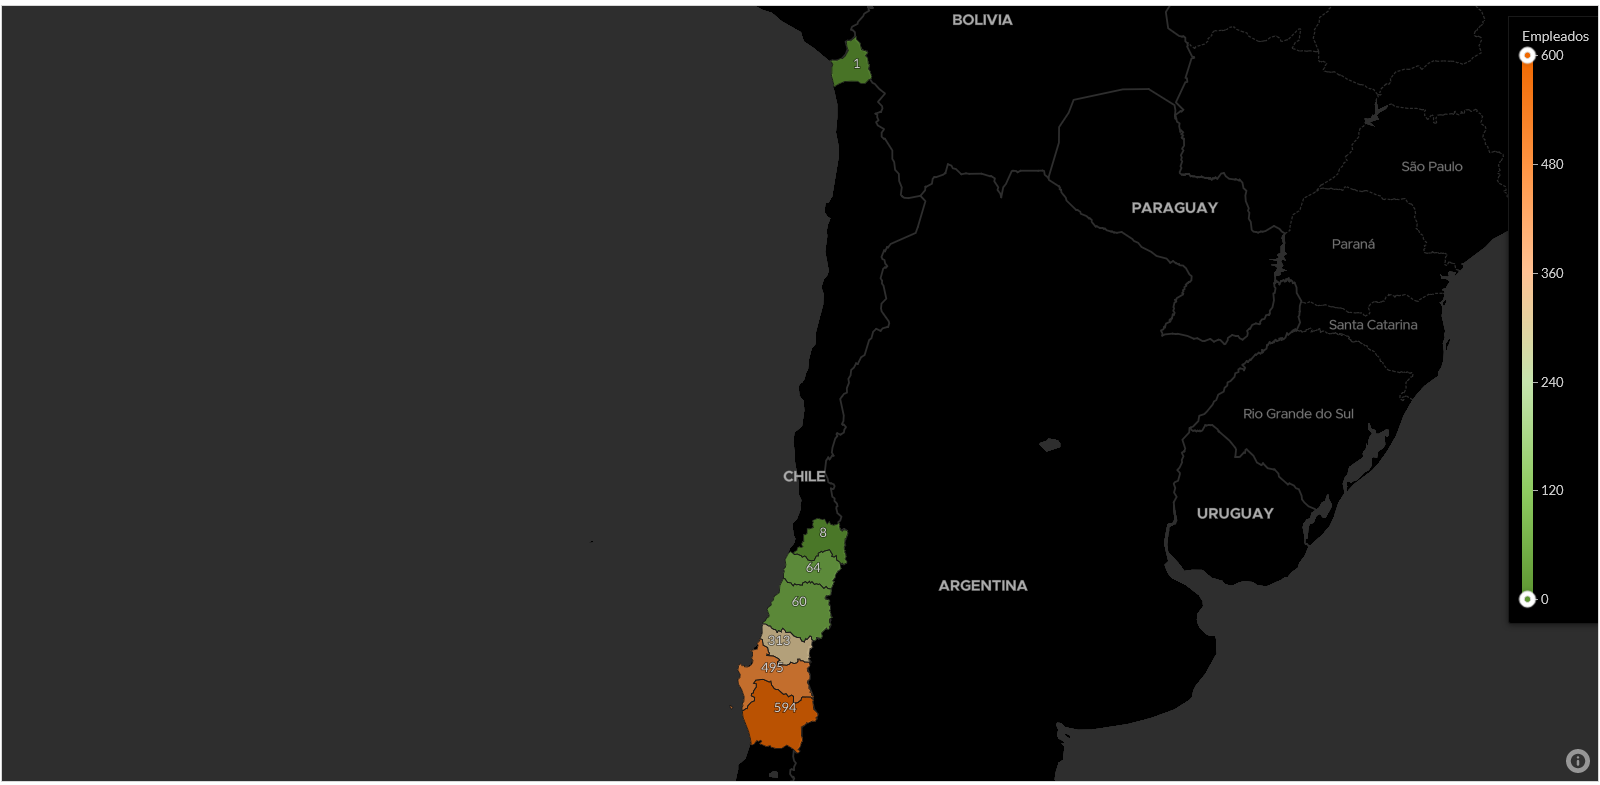 BOLIVIA
Empleados
600
1
480
São Paulo
PARAGUAY
Paraná
360
Santa Catarina
240
Rio Grande do Sul
CHILE
120
URUGUAY
8
64
ARGENTINA
0
60
313
495
594